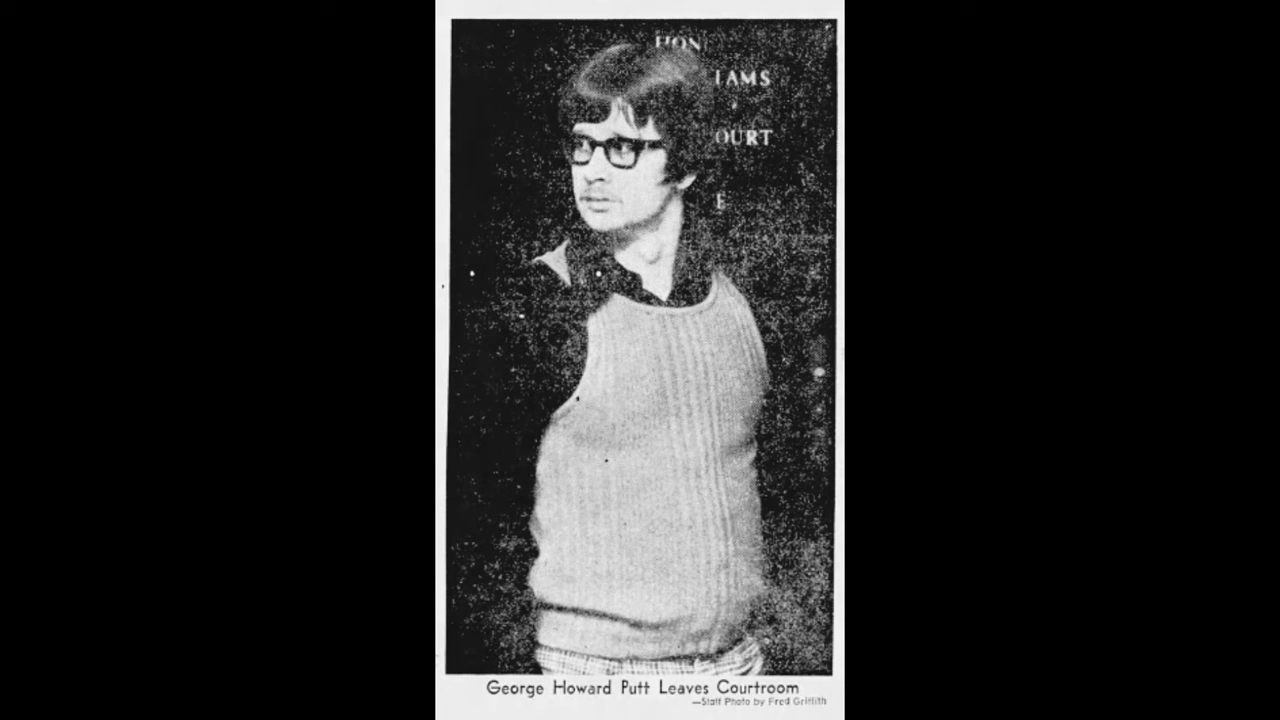 HON
IAMS
OURT
E
George Howard Putt Leaves Courtroom
—Staff Photo by Fred Griffith